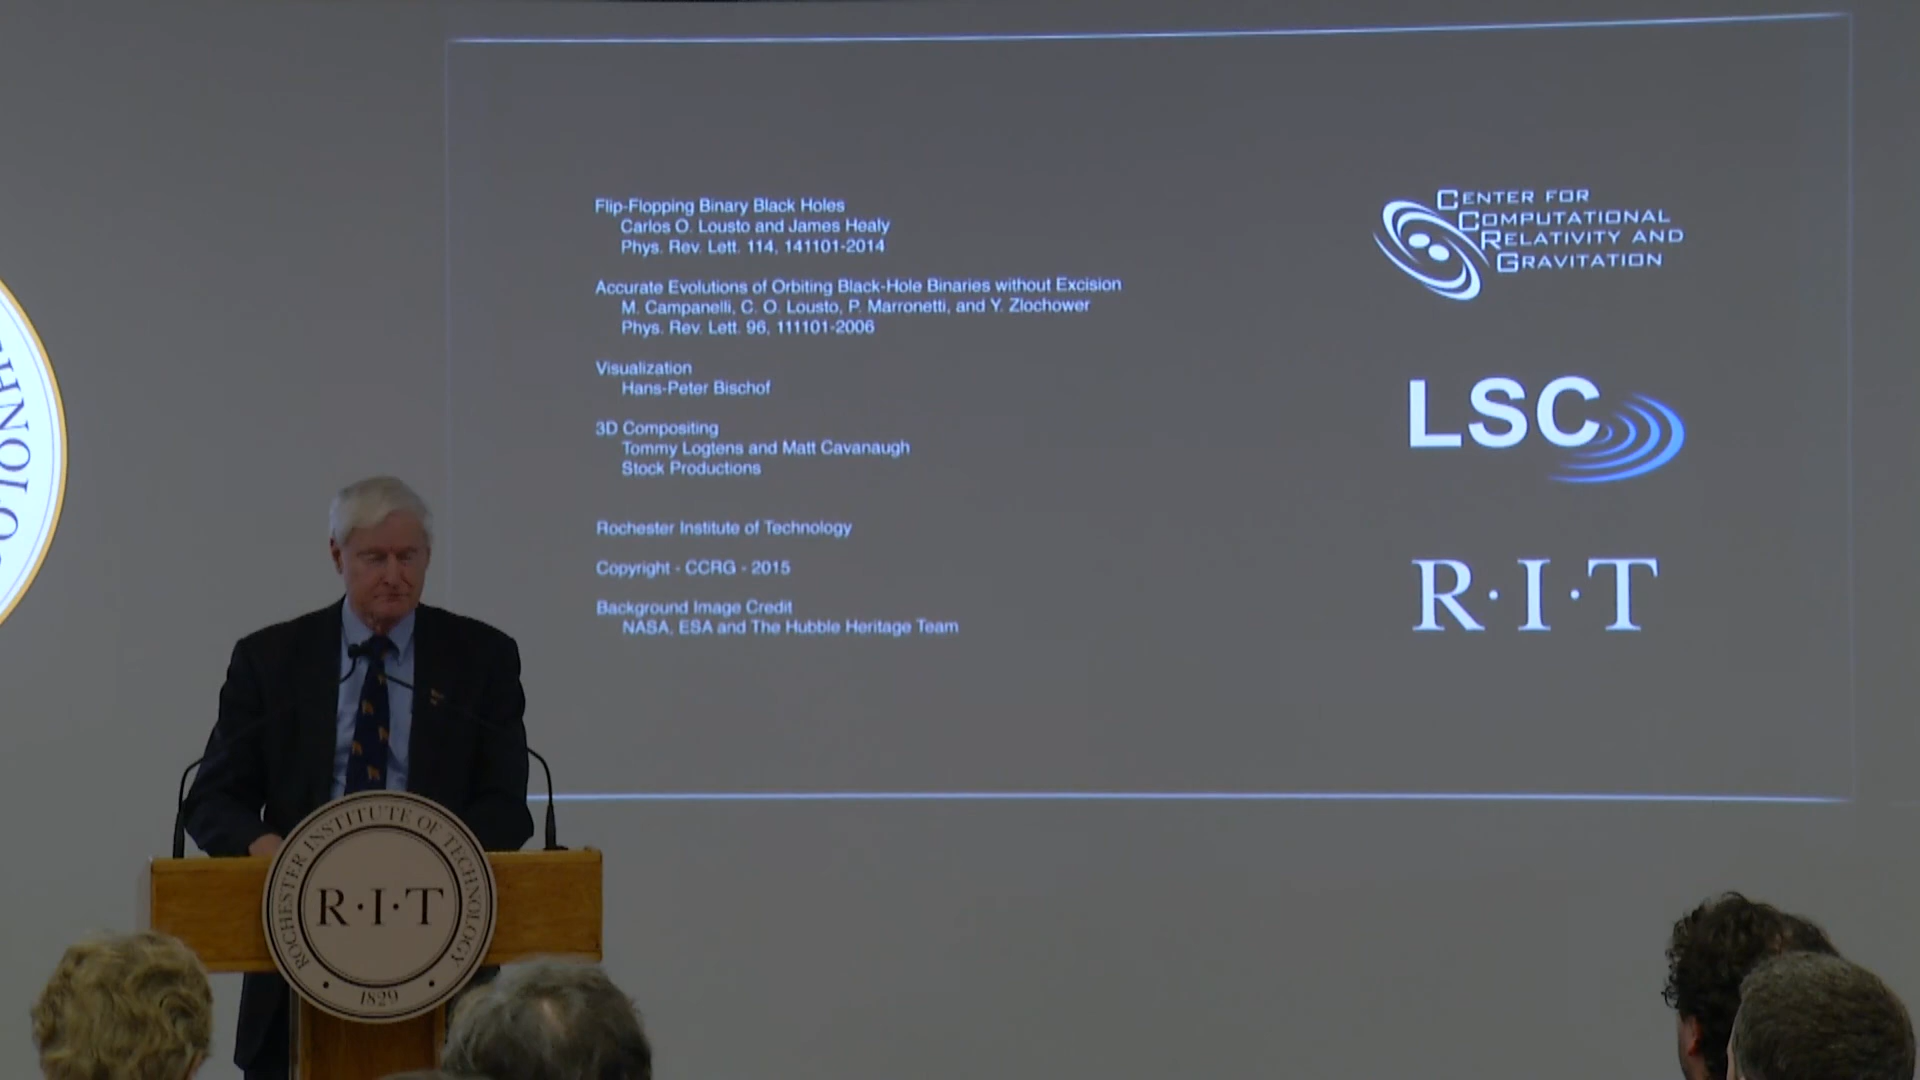 Flip-Flopping Binary Black Holes
Carlos O. Lousto and James Healy
Phys. Rev. Lett. 114, 141101-2014
Accurate Evolutions of Orbiting Black-Hole Binaries without Excision
M. Campanelli, C. O. Lousto, P. Marronetti, and Y. Zlochower
Phys. Rev. Lett. 96, 111101-2006
Visualization
Hans-Peter Bischof
3D Compositing
Tommy Logtens and Matt Cavanaugh
Stock Productions
Rochester Institute of Technology
Copyright - CCRG - 2015
Background Image Credit
NASA, ESA and The Hubble Heritage Team
CENTER FOR
COMPUTATIONAL
RELATIVITY AND
GRAVITATION
LSC
R·I·T
ROCHESTER INSTITUTE OF TECHNOLOGY
R·I·T
1829